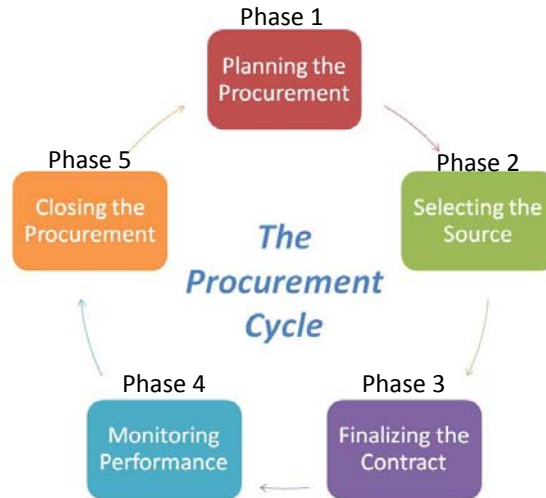 Phase 1
Planning the
Procurement
Phase 2
Selecting the
Source
Phase 3
Finalizing the
Contract
Phase 4
Monitoring
Performance
Phase 5
Closing the
Procurement
The
Procurement
Cycle